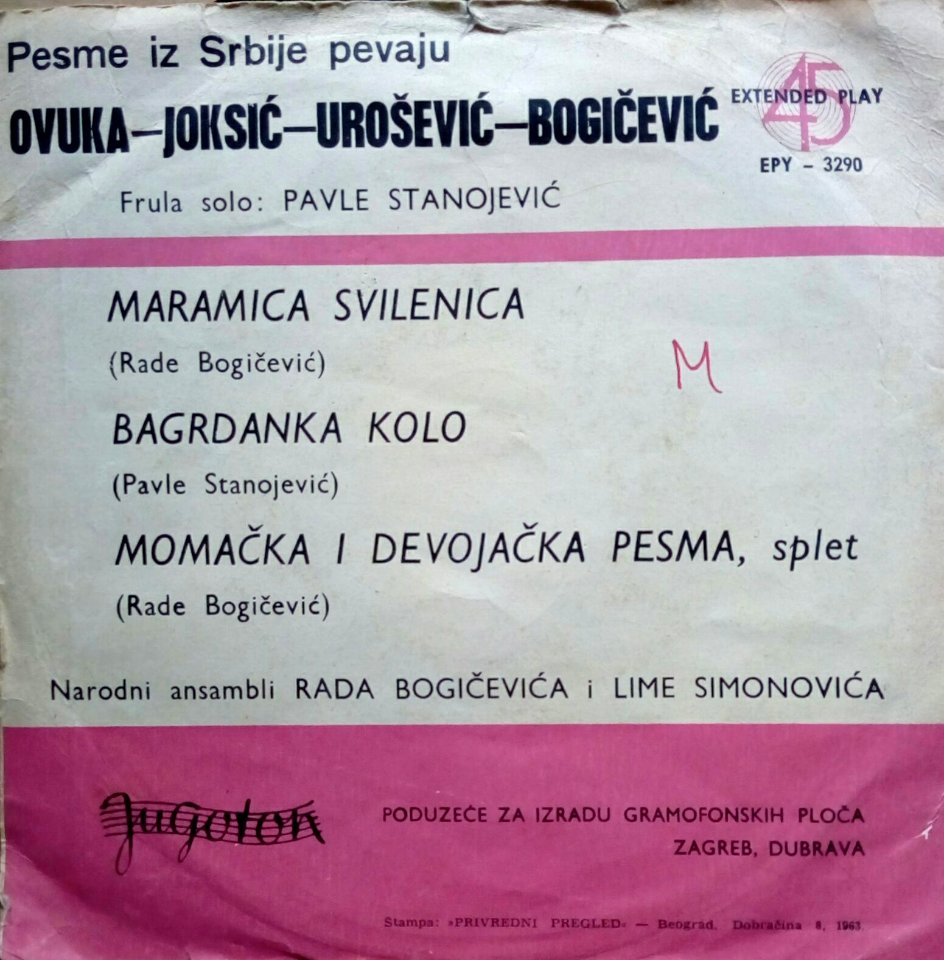 Pesme iz Srbije pevaju
OVUKA—JOKSIĆ—UROŠEVIĆ—BOGIČEVIĆ
45
EXTENDED PLAY
EPY - 3290
Frula solo: PAVLE STANOJEVIĆ
MARAMICA SVILENICA
(Rade Bogičević)
M
BAGRDANKA KOLO
(Pavle Stanojević)
MOMAČKA I DEVOJAČKA PESMA, splet
(Rade Bogičević)
Narodni ansambli RADA BOGIČEVIĆA i LIME SIMONOVIĆA
Jugoton
PODUZEĆE ZA IZRADU GRAMOFONSKIH PLOČA
ZAGREB, DUBRAVA
Štampa: »PRIVREDNI PREGLED« — Beograd, Dobračina 8, 1963.